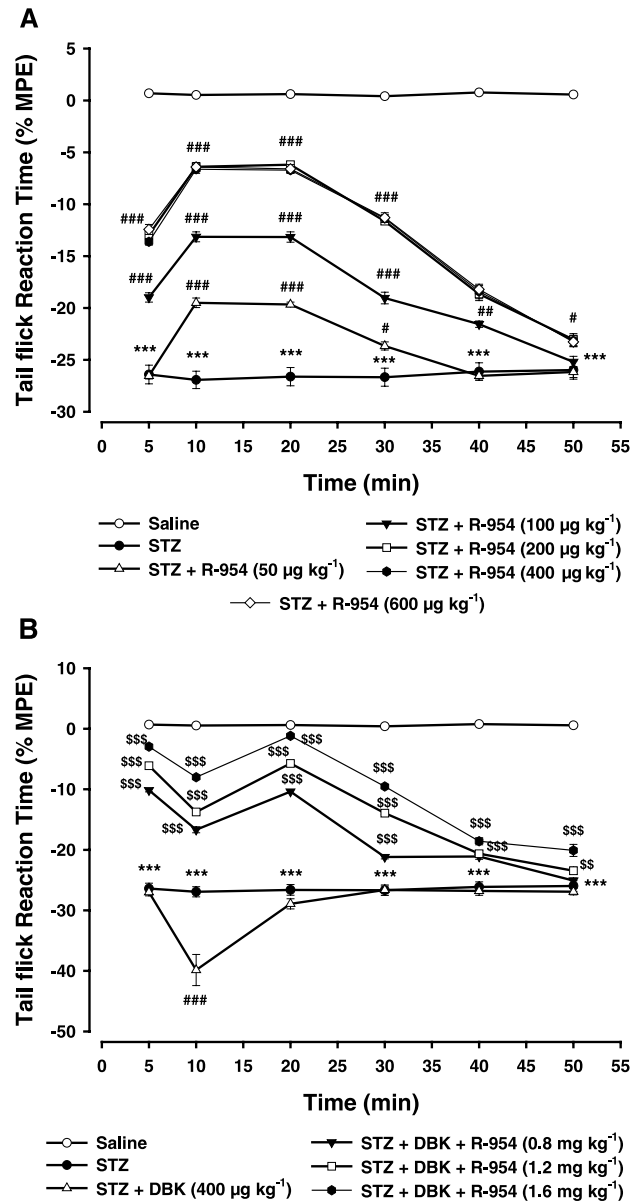 A
Tail flick Reaction Time (% MPE)
5
0
-5
-10
-15
-20
-25
-30
###
###
###
###
###
###
###
###
##
#
###
###
#
***
***
***
***
***
***
0 5 10 15 20 25 30 35 40 45 50 55
Time (min)
Saline
STZ
STZ + R-954 (50 µg kg⁻¹)
STZ + R-954 (100 µg kg⁻¹)
STZ + R-954 (200 µg kg⁻¹)
STZ + R-954 (400 µg kg⁻¹)
STZ + R-954 (600 µg kg⁻¹)
B
Tail flick Reaction Time (% MPE)
10
0
-10
-20
-30
-40
-50
$$$
$$$
$$$
$$$
$$$
$$$
$$$
$$$
$$$
$$$
$$$
$$$
$$$
$$$
$$
***
***
***
***
***
***
###
0 5 10 15 20 25 30 35 40 45 50 55
Time (min)
Saline
STZ
STZ + DBK (400 µg kg⁻¹)
STZ + DBK + R-954 (0.8 mg kg⁻¹)
STZ + DBK + R-954 (1.2 mg kg⁻¹)
STZ + DBK + R-954 (1.6 mg kg⁻¹)